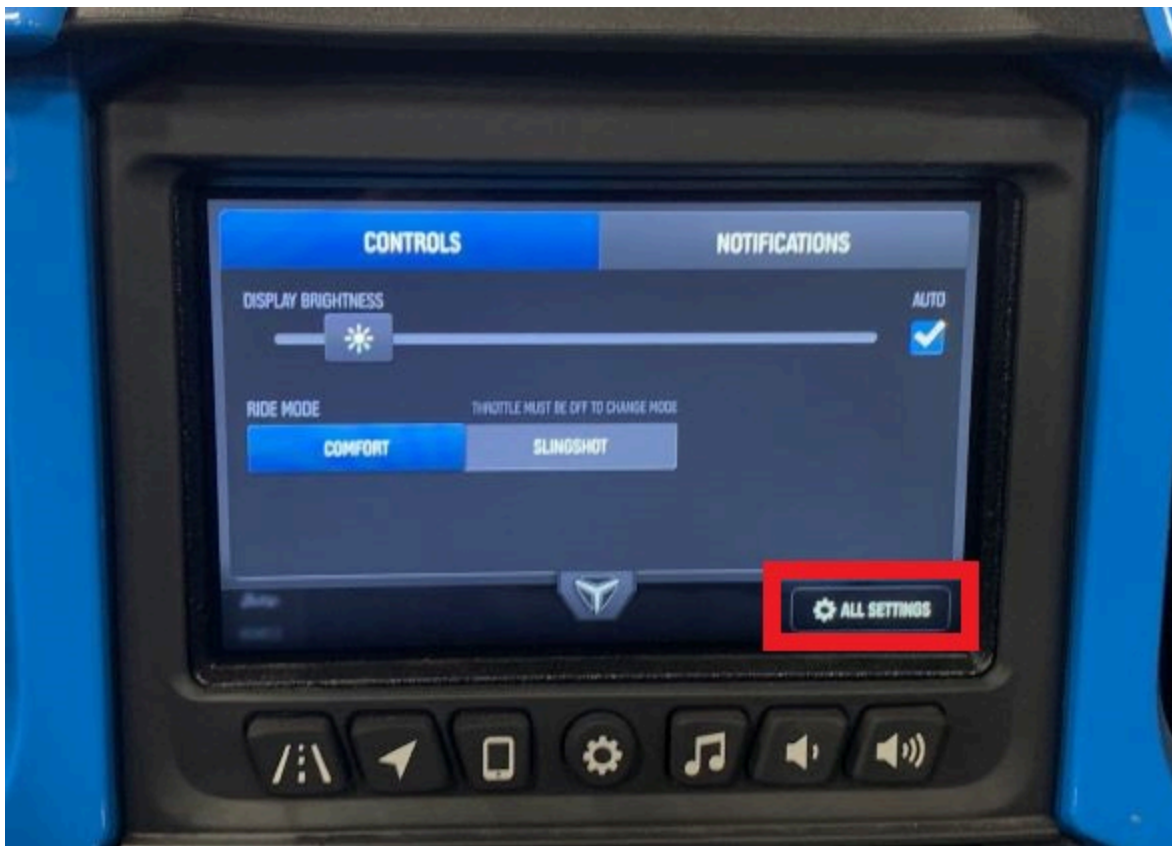 CONTROLS
NOTIFICATIONS
DISPLAY BRIGHTNESS
AUTO
RIDE MODE
THROTTLE MUST BE OFF TO CHANGE MODE
COMFORT
SLINGSHOT
ALL SETTINGS